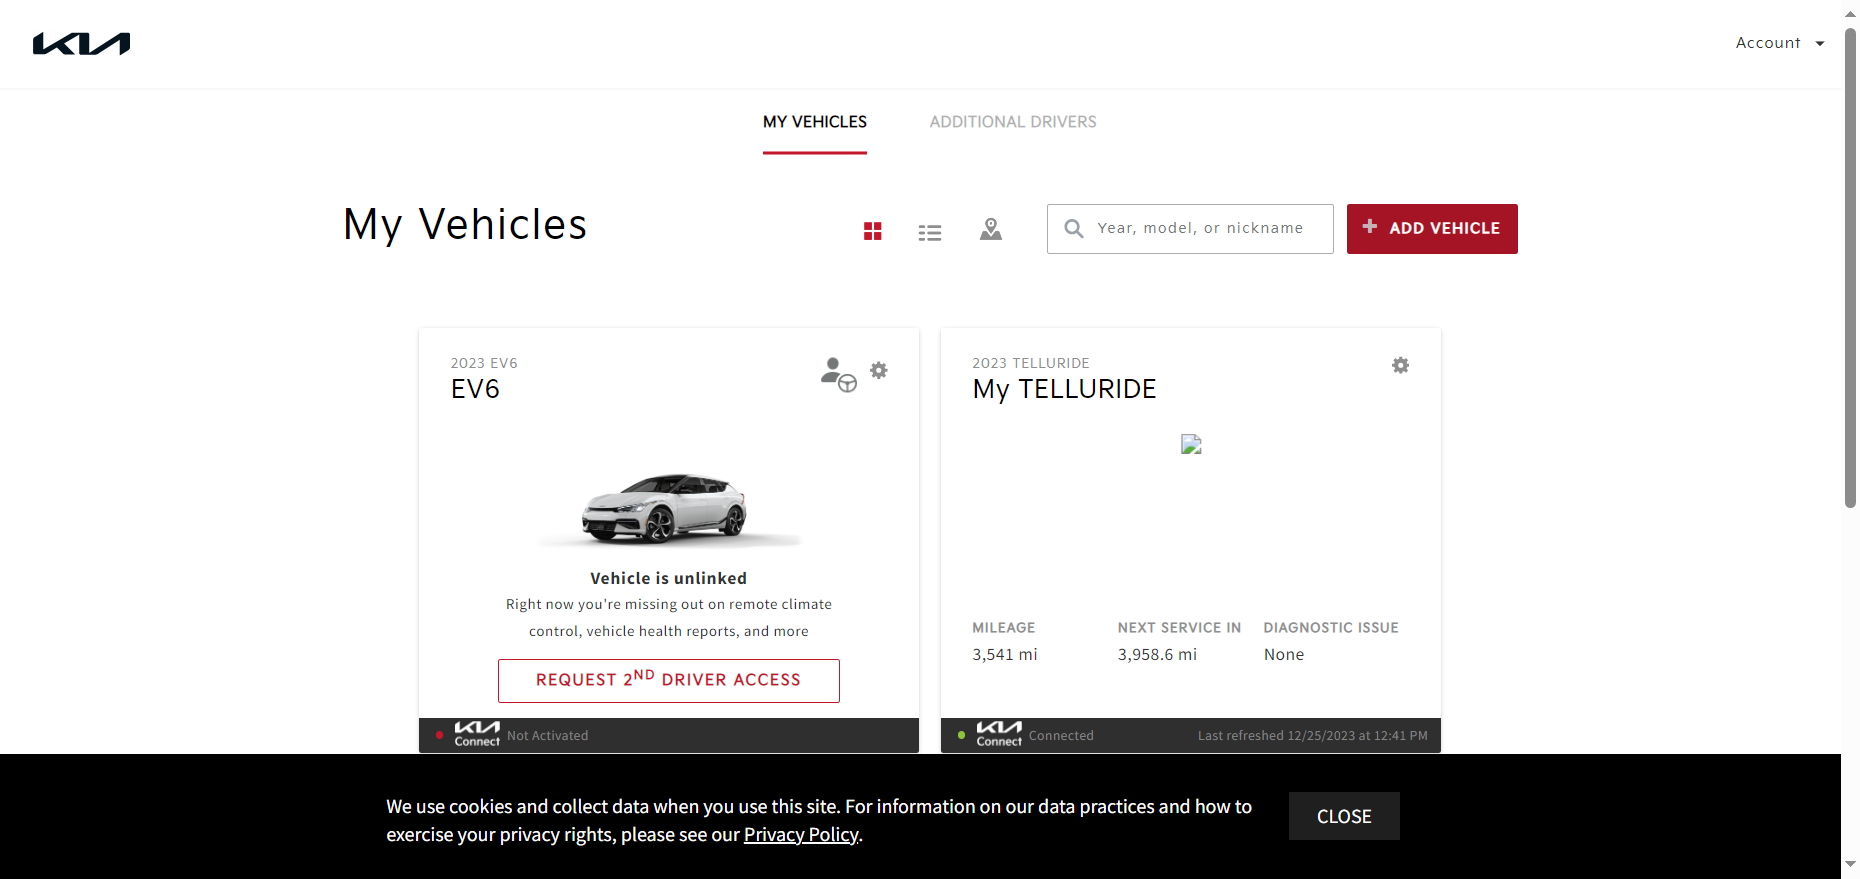 KIA
Account
MY VEHICLES
ADDITIONAL DRIVERS
My Vehicles
Year, model, or nickname
ADD VEHICLE
2023 EV6
EV6
Vehicle is unlinked
Right now you're missing out on remote climate
control, vehicle health reports, and more
REQUEST 2ND DRIVER ACCESS
KIA
Connect
Not Activated
2023 TELLURIDE
My TELLURIDE
MILEAGE
NEXT SERVICE IN
DIAGNOSTIC ISSUE
3,541 mi
3,958.6 mi
None
KIA
Connect
Connected
Last refreshed 12/25/2023 at 12:41 PM
We use cookies and collect data when you use this site. For information on our data practices and how to
exercise your privacy rights, please see our Privacy Policy.
CLOSE